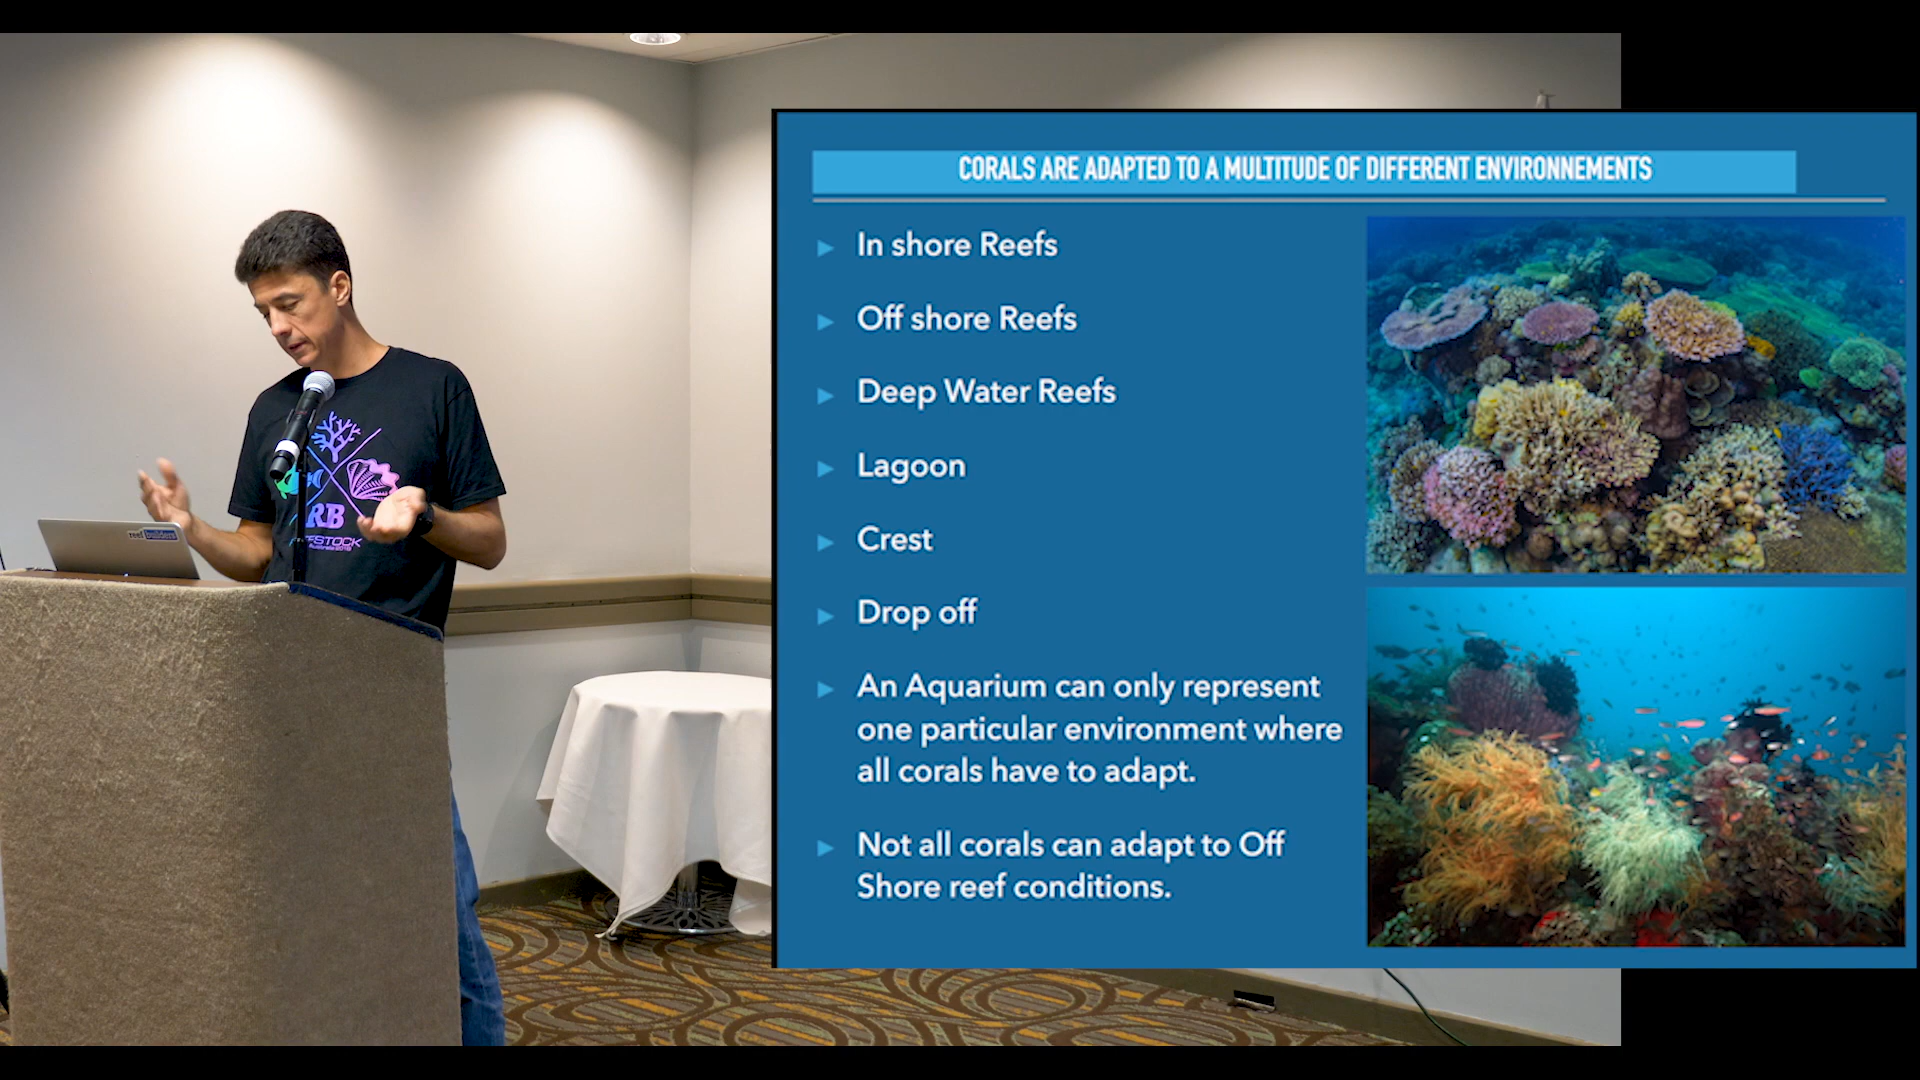 CORALS ARE ADAPTED TO A MULTITUDE OF DIFFERENT ENVIRONNEMENTS
In shore Reefs
Off shore Reefs
Deep Water Reefs
Lagoon
Crest
Drop off
An Aquarium can only represent
one particular environment where
all corals have to adapt.
Not all corals can adapt to Off
Shore reef conditions.
reef builders
RB